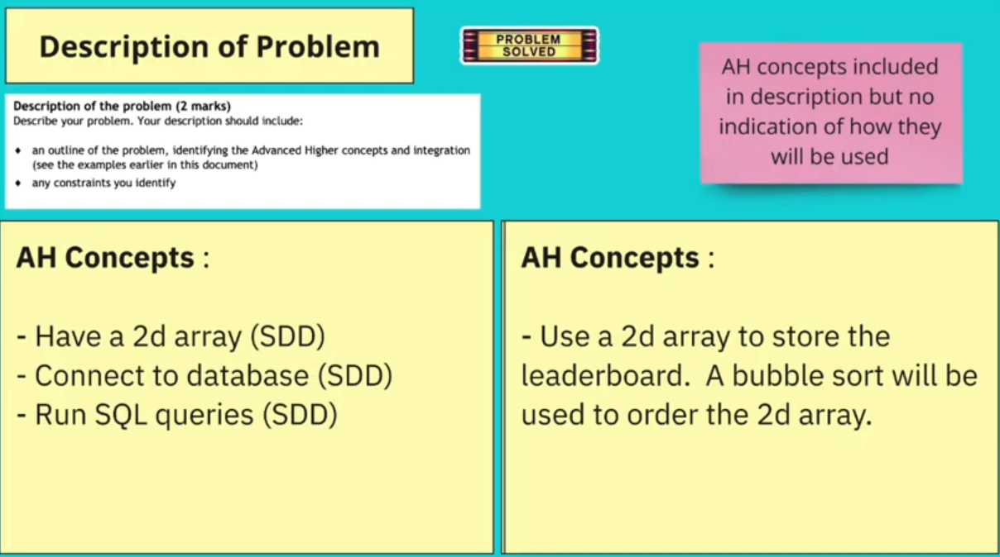 Description of Problem
PROBLEM
SOLVED
AH concepts included
in description but no
indication of how they
will be used
Description of the problem (2 marks)
Describe your problem. Your description should include:
♦ an outline of the problem, identifying the Advanced Higher concepts and integration
(see the examples earlier in this document)
♦ any constraints you identify
AH Concepts :
- Have a 2d array (SDD)
- Connect to database (SDD)
- Run SQL queries (SDD)
AH Concepts :
- Use a 2d array to store the
leaderboard. A bubble sort will be
used to order the 2d array.